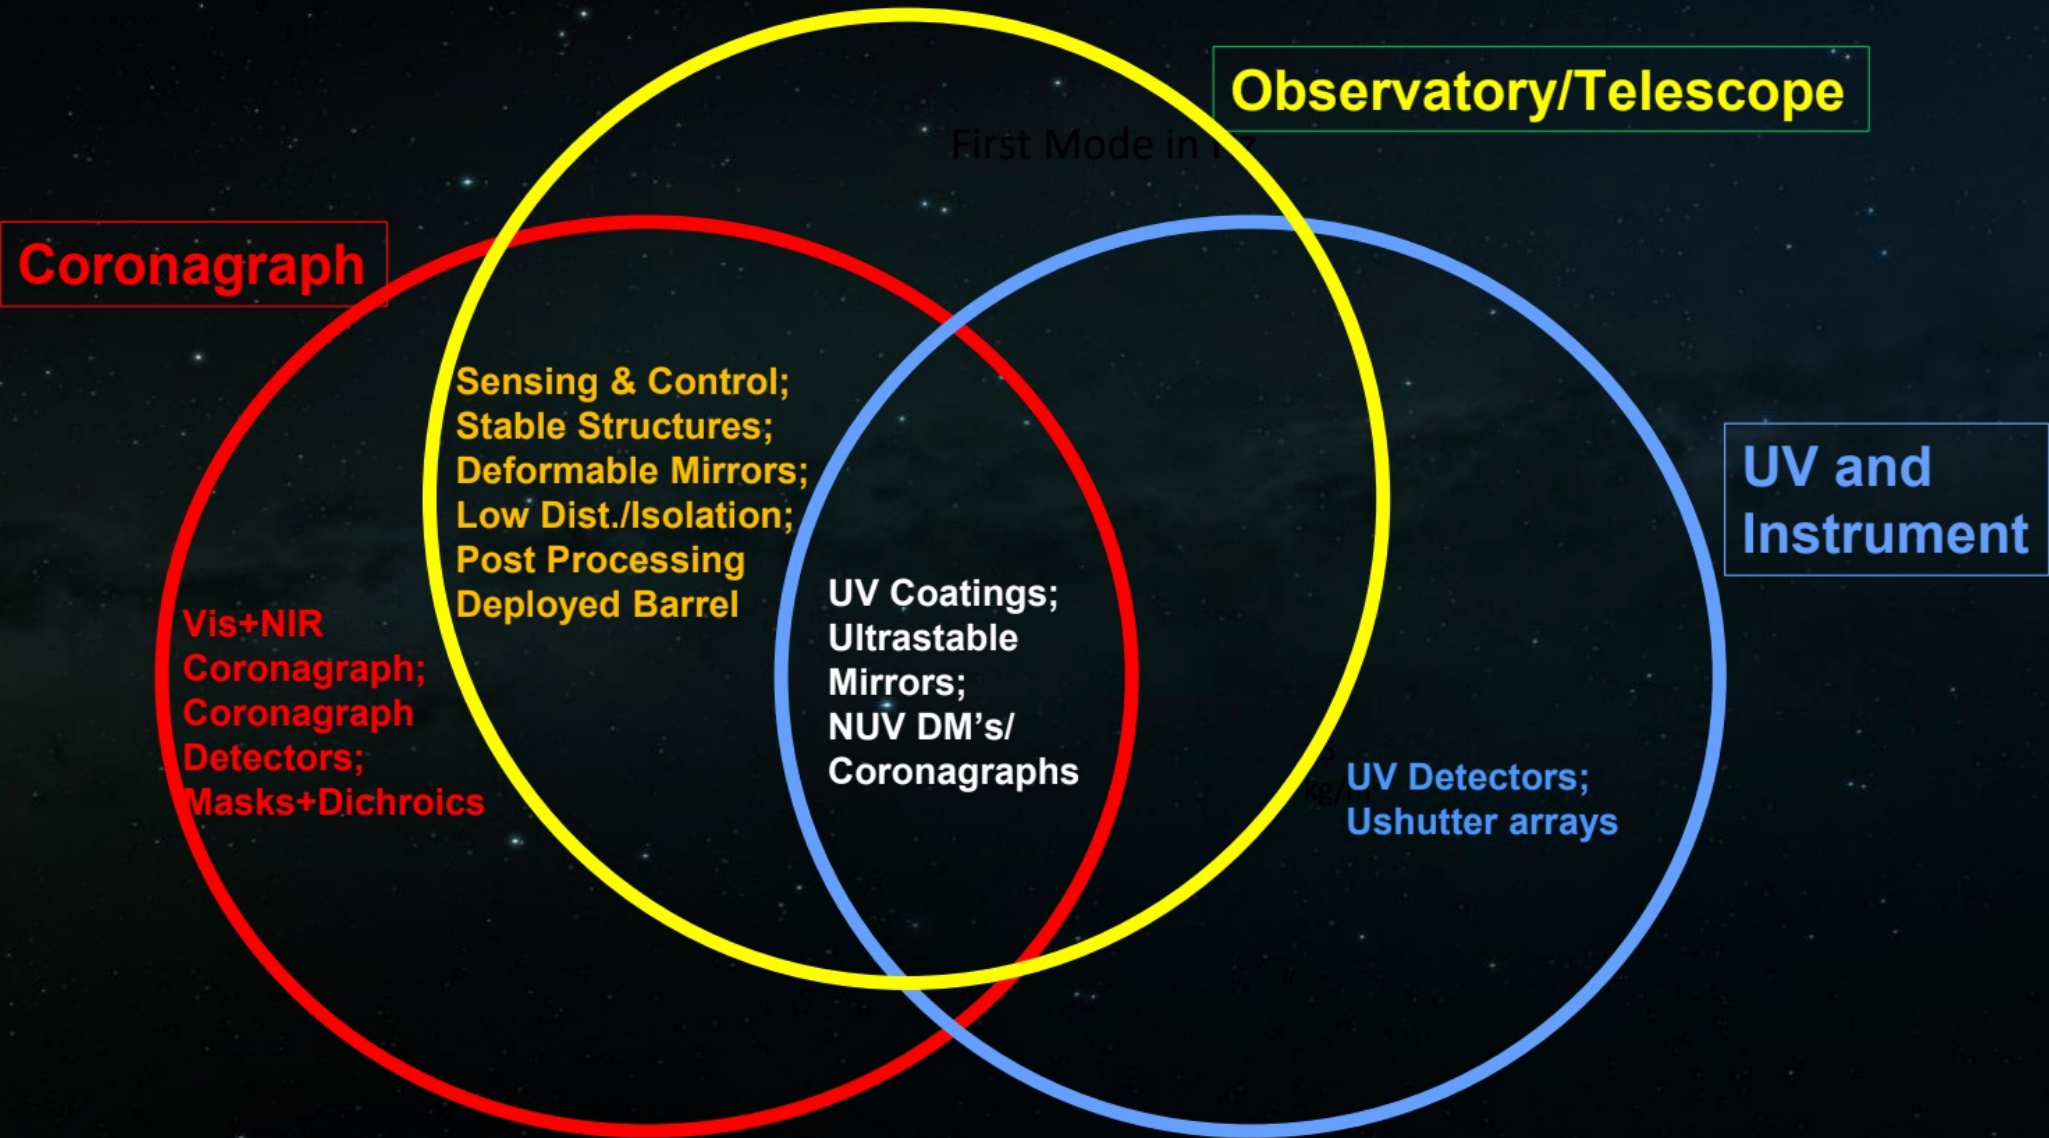 Observatory/Telescope
First Mode in Hz
Coronagraph
Sensing & Control;
Stable Structures;
Deformable Mirrors;
Low Dist./Isolation;
Post Processing
Deployed Barrel
UV and
Instrument
UV Coatings;
Ultrastable
Mirrors;
NUV DM’s/
Coronagraphs
Vis+NIR
Coronagraph;
Coronagraph
Detectors;
Masks+Dichroics
UV Detectors;
Ushutter arrays